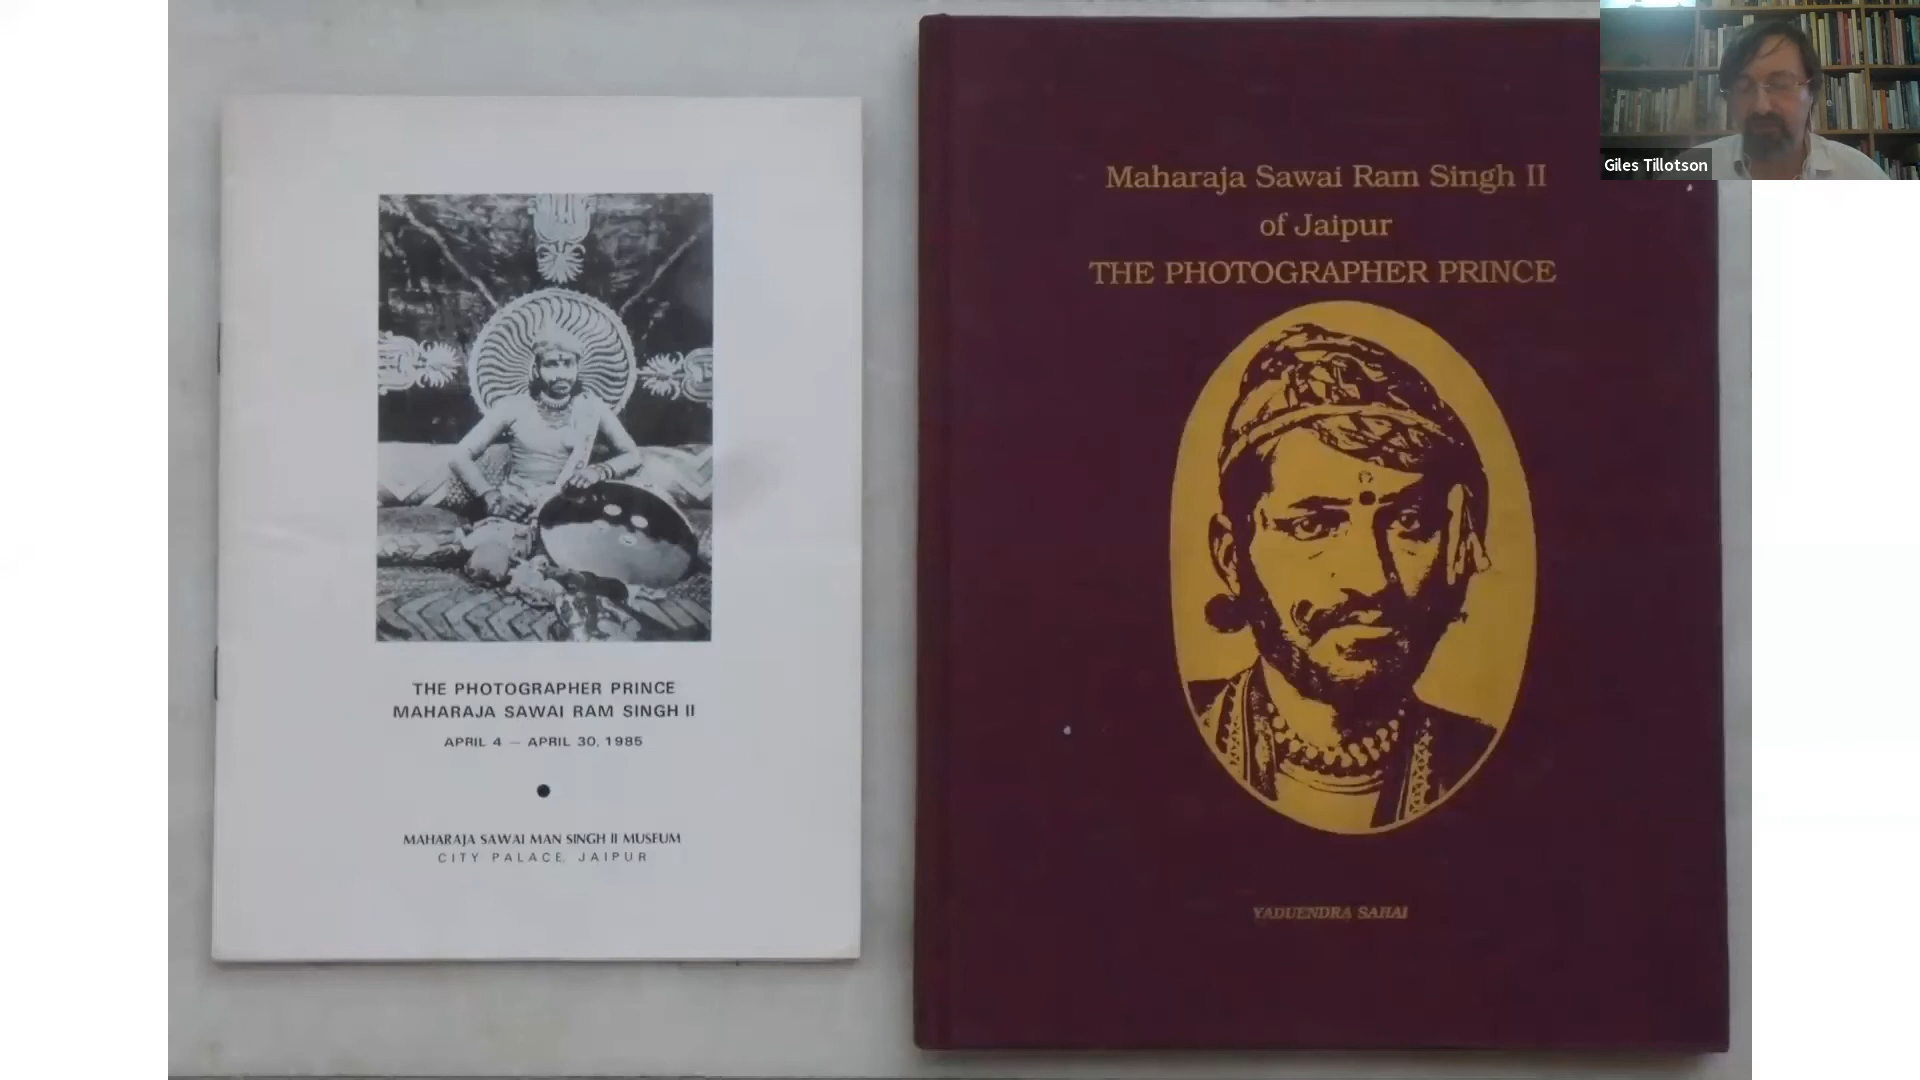 THE PHOTOGRAPHER PRINCE
MAHARAJA SAWAI RAM SINGH II
APRIL 4 — APRIL 30, 1985
MAHARAJA SAWAI MAN SINGH II MUSEUM
CITY PALACE, JAIPUR
Maharaja Sawai Ram Singh II
of Jaipur
THE PHOTOGRAPHER PRINCE
YADUENDRA SAHAI
Giles Tillotson